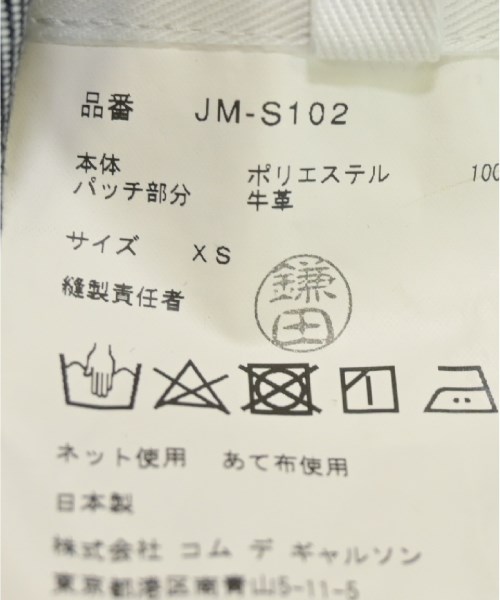 品番 JM-S102
本体 ポリエステル 100
パッチ部分 牛革
サイズ XS
縫製責任者 鎌田
ネット使用 あて布使用
日本製
株式会社 コム デ ギャルソン
東京都港区南青山5-11-5